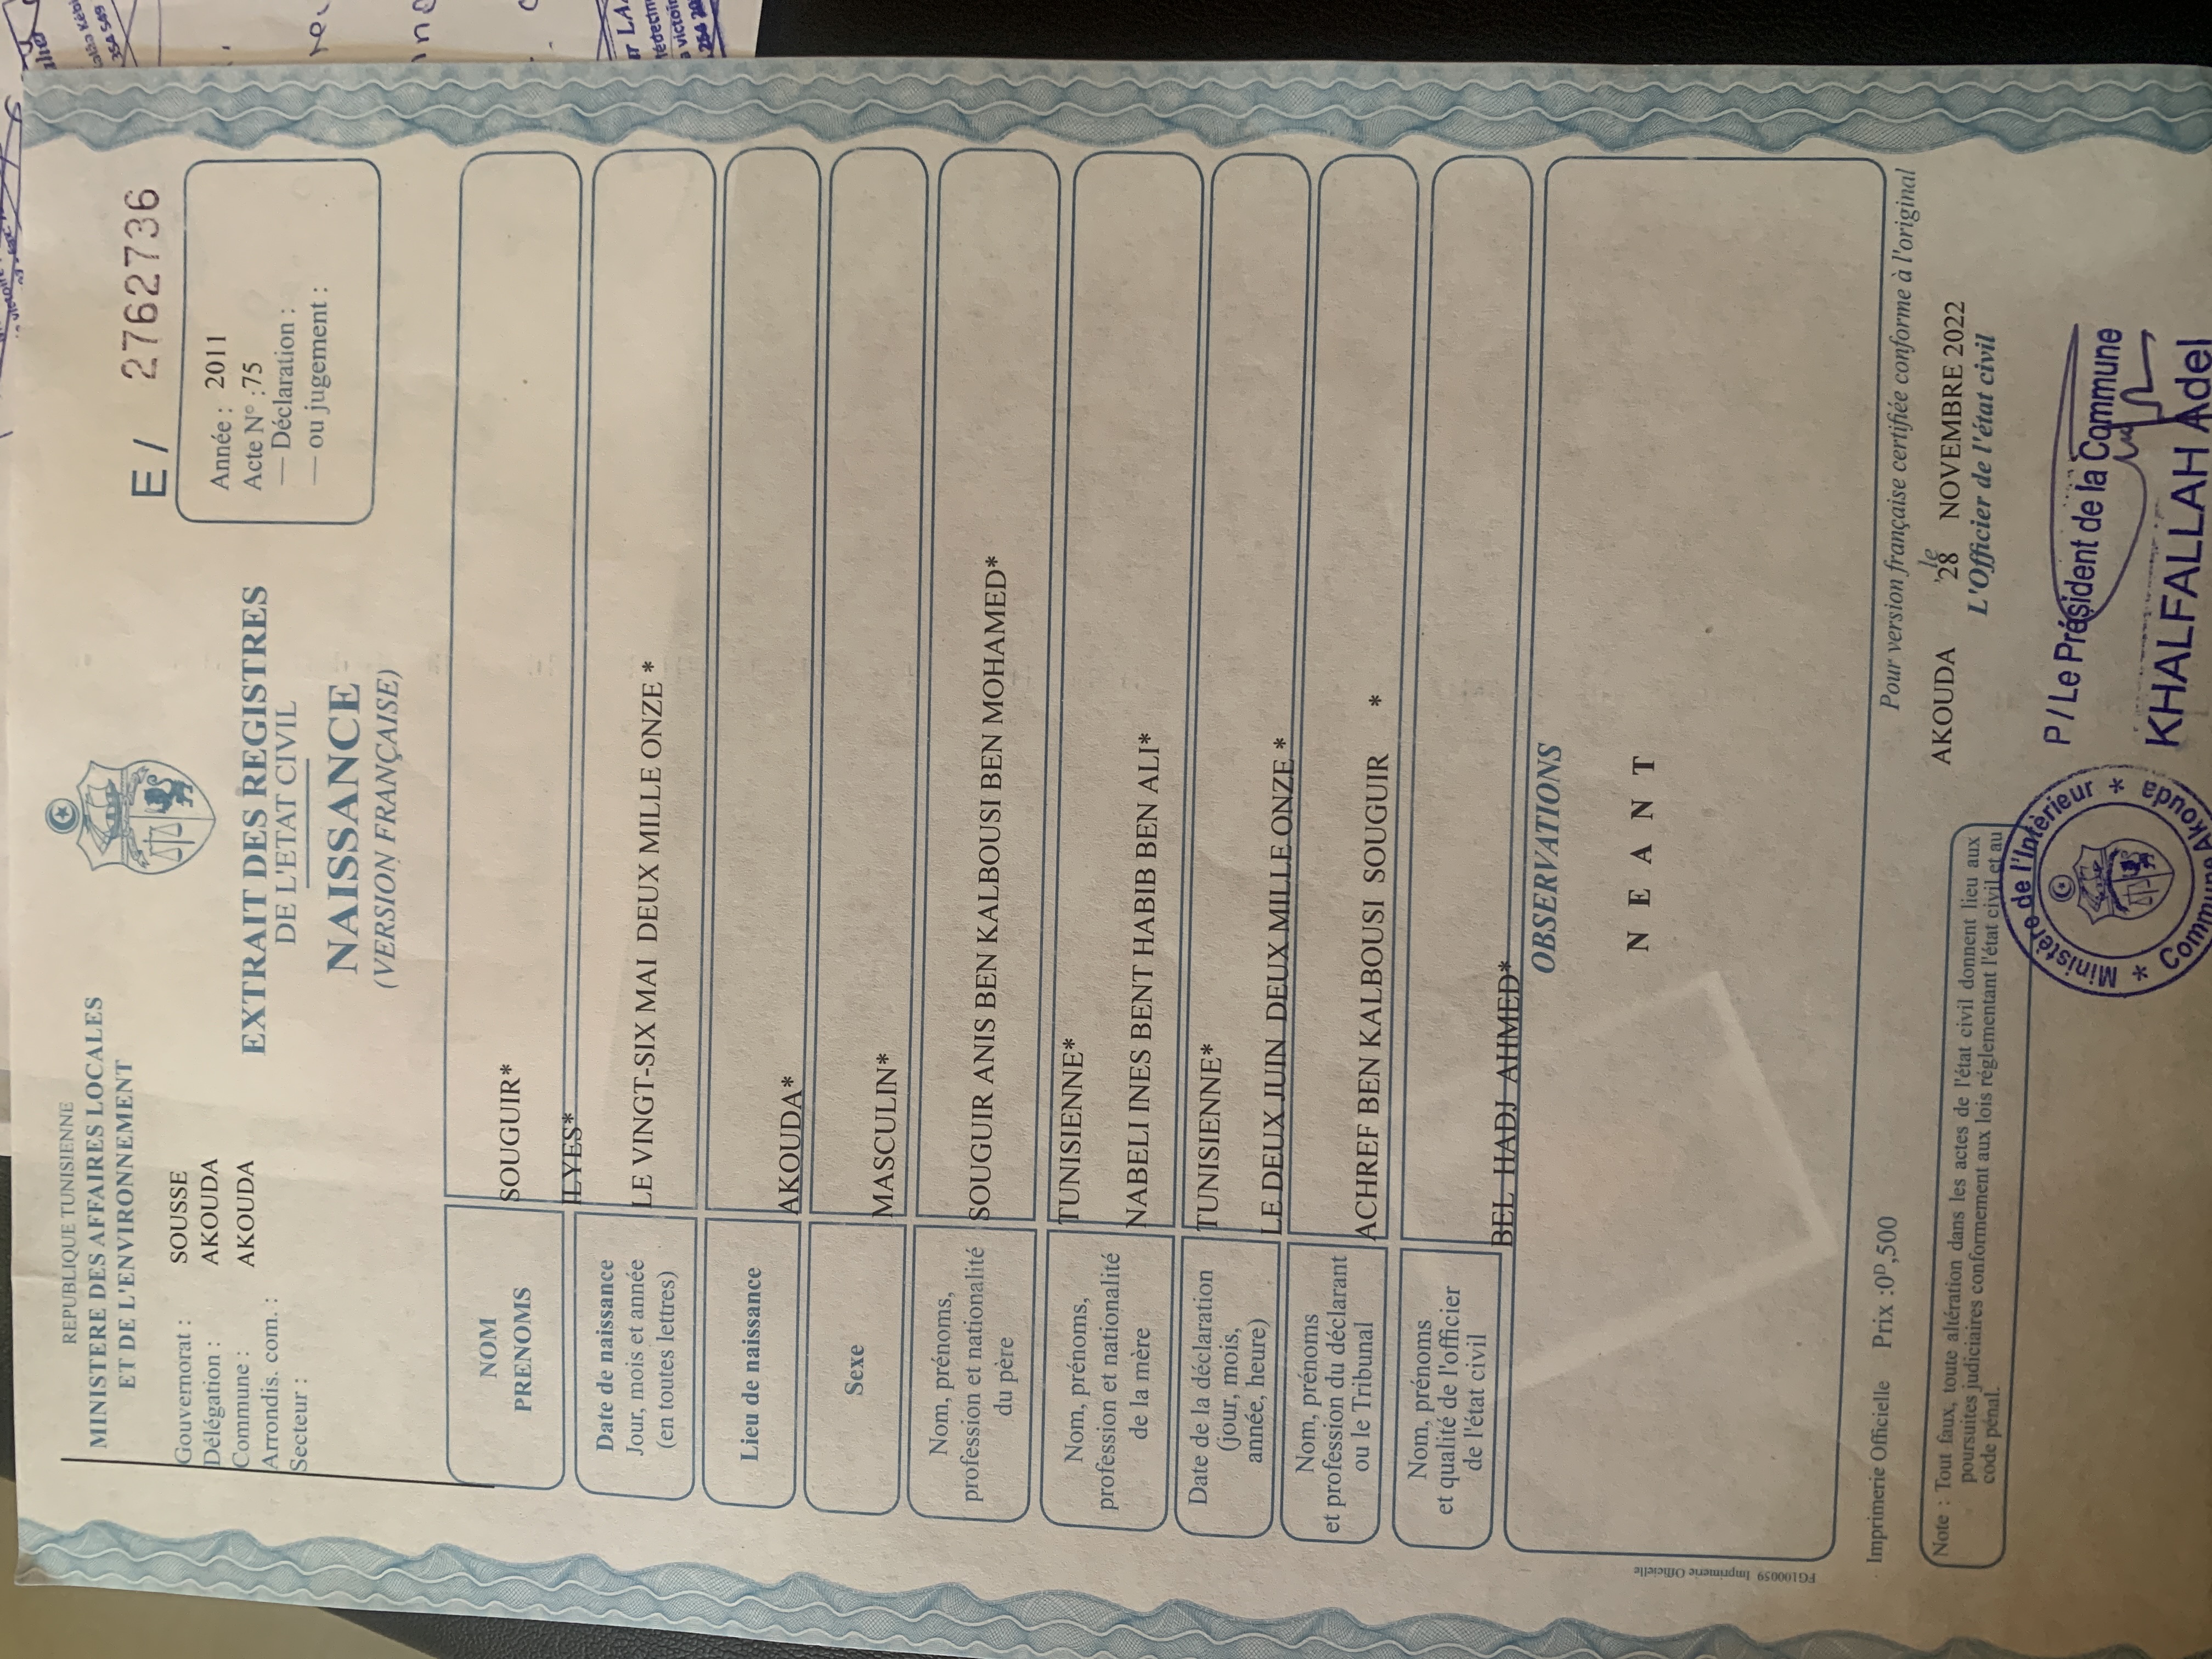 REPUBLIQUE TUNISIENNE
MINISTERE DES AFFAIRES LOCALES
ET DE L'ENVIRONNEMENT
Gouvernorat : SOUSSE
Délégation : AKOUDA
Commune : AKOUDA
Arrondis. com. :
Secteur :
E / 2762736
Année : 2011
Acte N° :75
— Déclaration :
— ou jugement :
EXTRAIT DES REGISTRES
DE L'ETAT CIVIL
NAISSANCE
(VERSION FRANÇAISE)
NOM SOUGUIR*
PRENOMS ILYES*
Date de naissance
Jour, mois et année LE VINGT-SIX MAI DEUX MILLE ONZE *
(en toutes lettres)
Lieu de naissance AKOUDA*
Sexe MASCULIN*
Nom, prénoms,
profession et nationalité SOUGUIR ANIS BEN KALBOUSI BEN MOHAMED*
du père
TUNISIENNE*
Nom, prénoms,
profession et nationalité
de la mère NABELI INES BENT HABIB BEN ALI*
TUNISIENNE*
Date de la déclaration
(jour, mois,
année, heure) LE DEUX JUIN DEUX MILLE ONZE *
Nom, prénoms
et profession du déclarant
ou le Tribunal ACHREF BEN KALBOUSI SOUGUIR *
Nom, prénoms
et qualité de l'officier
de l'état civil
BEL HADJ AHMED*
OBSERVATIONS
N E A N T
FG100059 Imprimerie Officielle
Imprimerie Officielle Prix :0ᴰ,500
Pour version française certifiée conforme à l'original
AKOUDA le 28 NOVEMBRE 2022
L'Officier de l'état civil
Note : Tout faux, toute altération dans les actes de l'état civil donnent lieu aux
poursuites judiciaires conformement aux lois réglementant l'état civil et au
code pénal.
P / Le Président de la Commune
KHALFALLAH Adel
Ministère de l'Intérieur * Commune Akouda *